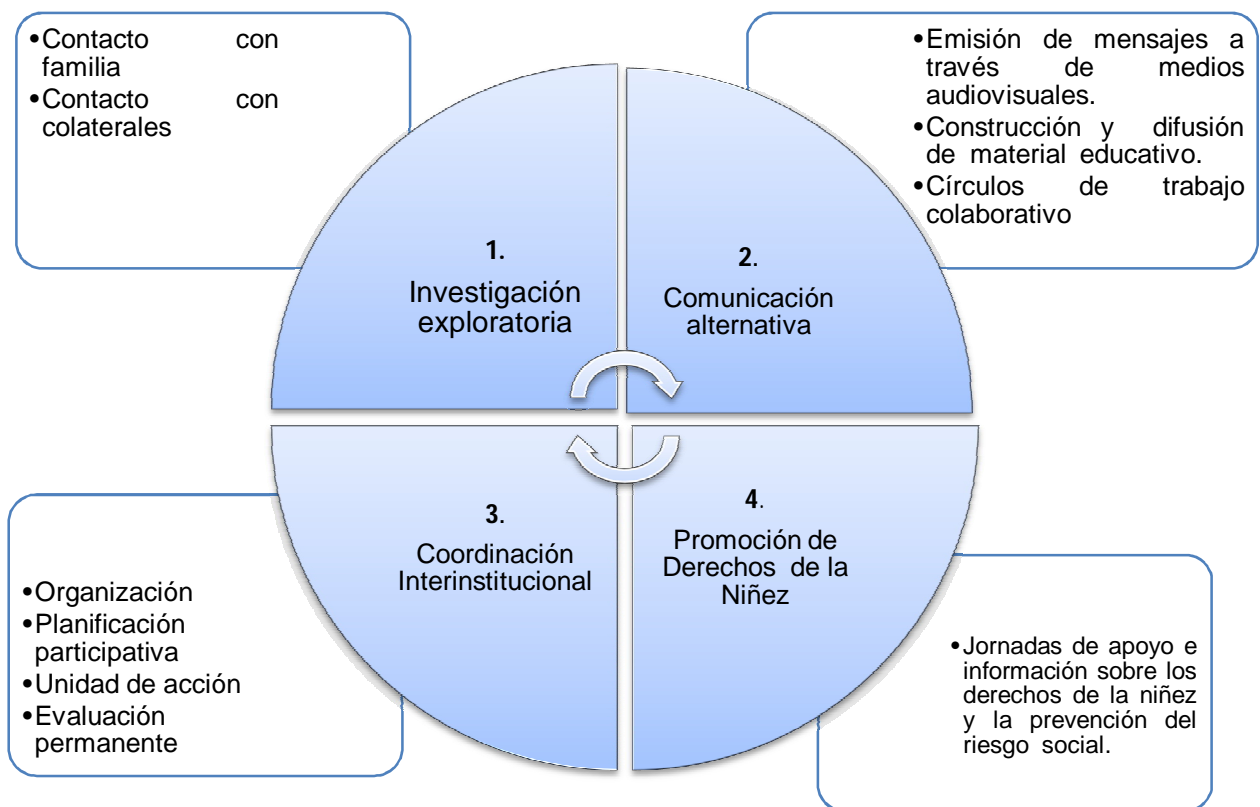 •Contacto con
familia
•Contacto con
colaterales
1.
Investigación
exploratoria
•Emisión de mensajes a
través de medios
audiovisuales.
•Construcción y difusión
de material educativo.
•Círculos de trabajo
colaborativo
2.
Comunicación
alternativa
•Organización
•Planificación
participativa
•Unidad de acción
•Evaluación
permanente
3.
Coordinación
Interinstitucional
4.
Promoción de
Derechos de la
Niñez
•Jornadas de apoyo e
información sobre los
derechos de la niñez
y la prevención del
riesgo social.